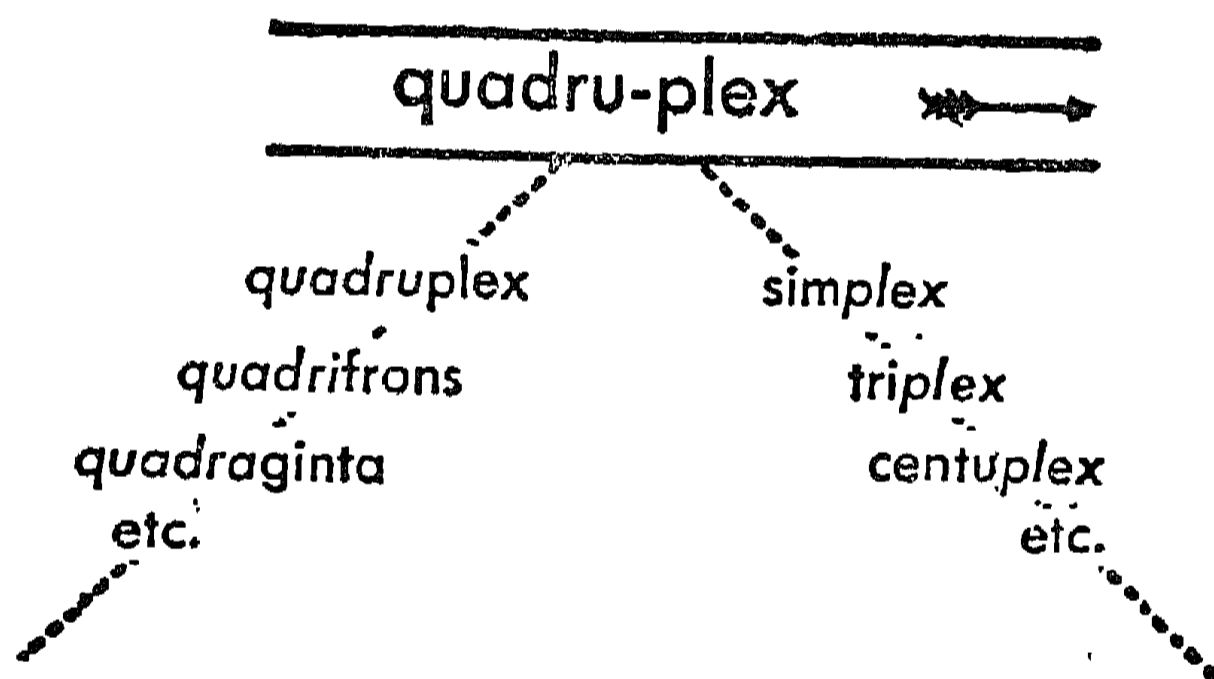 quadru-plex
quadruplex simplex
quadrifrons triplex
quadraginta centuplex
etc. etc.